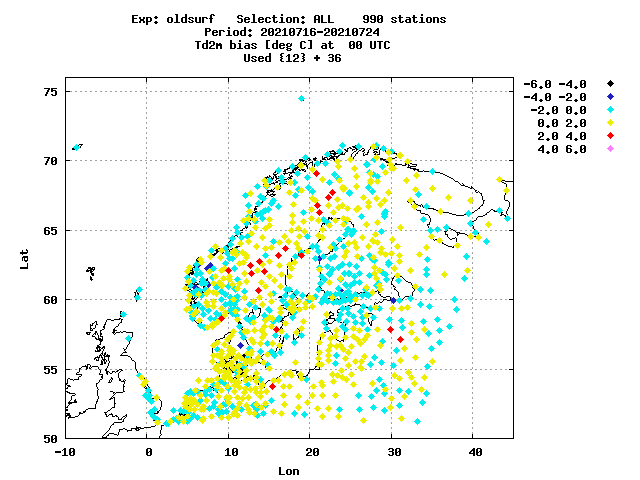 Exp: oldsurf Selection: ALL 990 stations
Period: 20210716-20210724
Td2m bias [deg C] at 00 UTC
Used {12} + 36
-6.0 -4.0
-4.0 -2.0
-2.0 0.0
0.0 2.0
2.0 4.0
4.0 6.0
75
70
65
60
55
50
Lat
-10 0 10 20 30 40
Lon